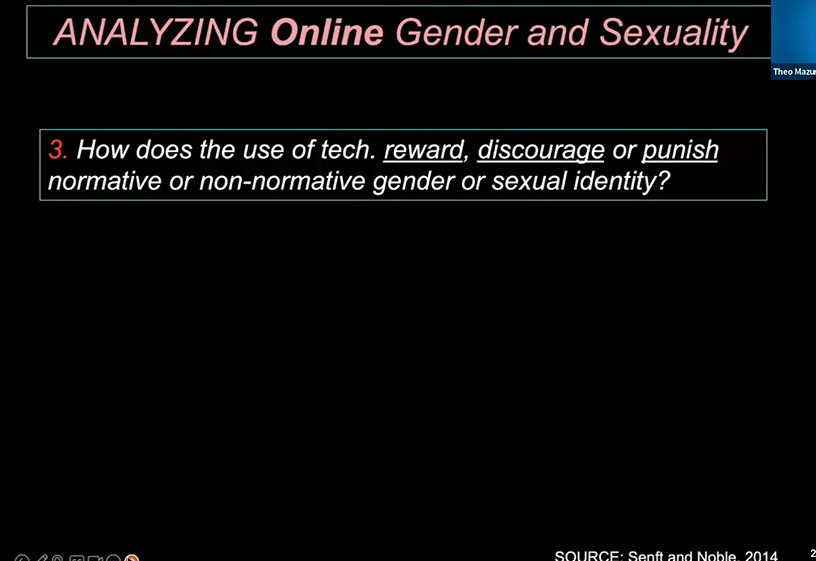 ANALYZING Online Gender and Sexuality
Theo Mazur
3. How does the use of tech. reward, discourage or punish
normative or non-normative gender or sexual identity?
SOURCE: Senft and Noble, 2014
2